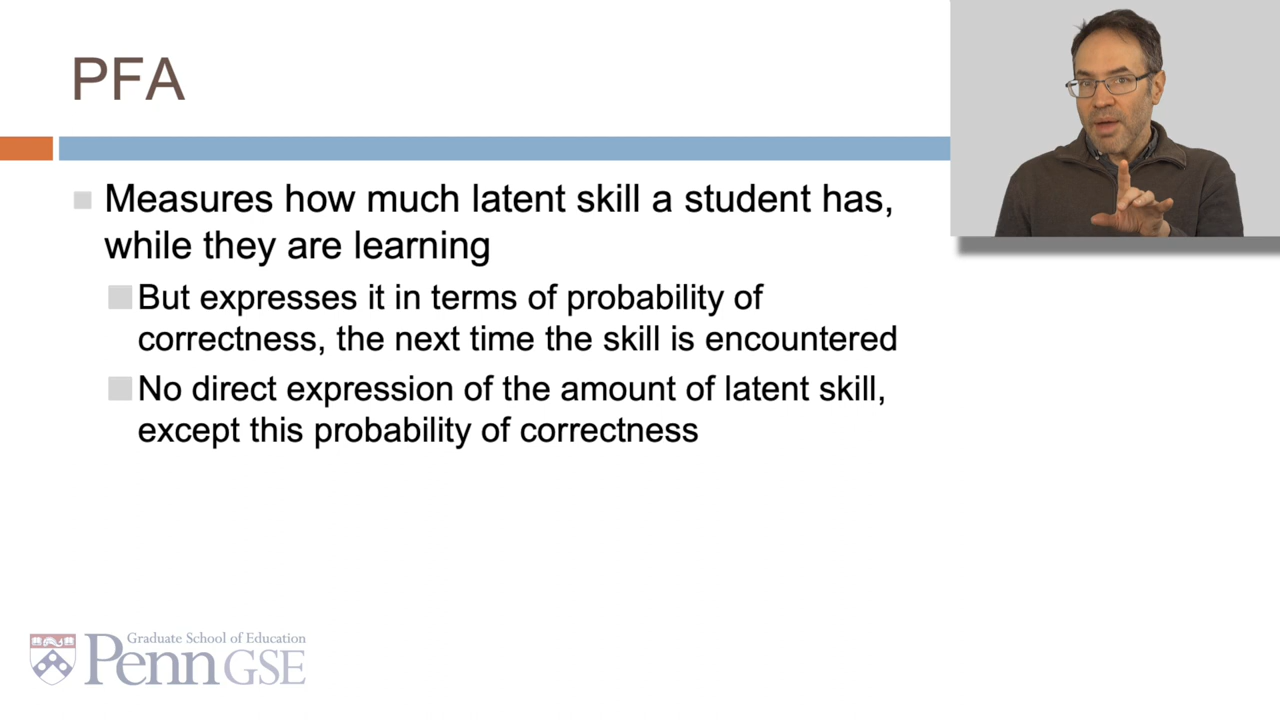 PFA
Measures how much latent skill a student has,
while they are learning
But expresses it in terms of probability of
correctness, the next time the skill is encountered
No direct expression of the amount of latent skill,
except this probability of correctness
Graduate School of Education
Penn GSE